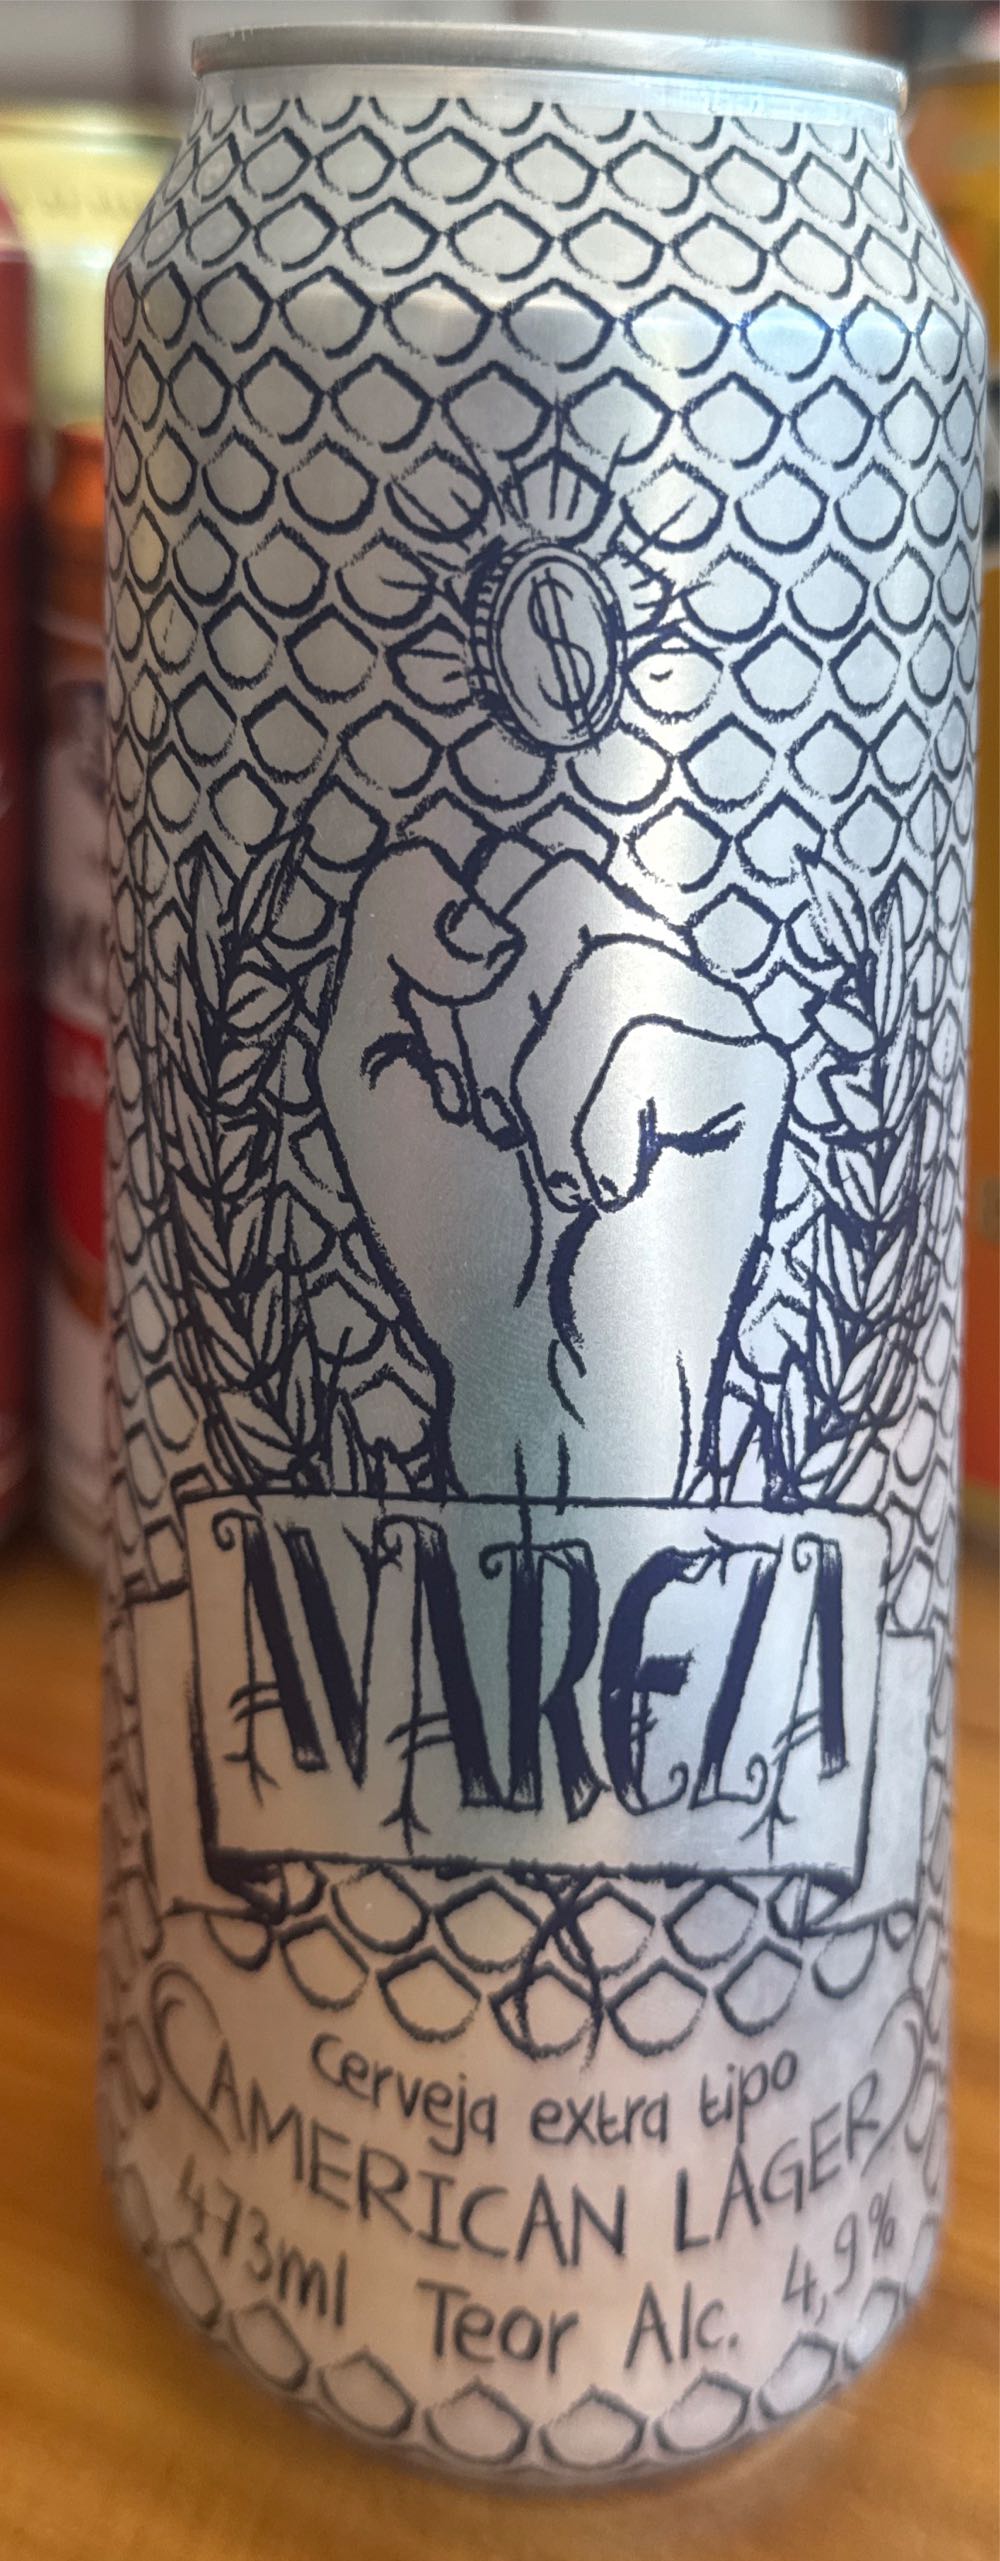 $
AVAREZA
Cerveja extra tipo
AMERICAN LAGER
473ml Teor Alc. 4,9%